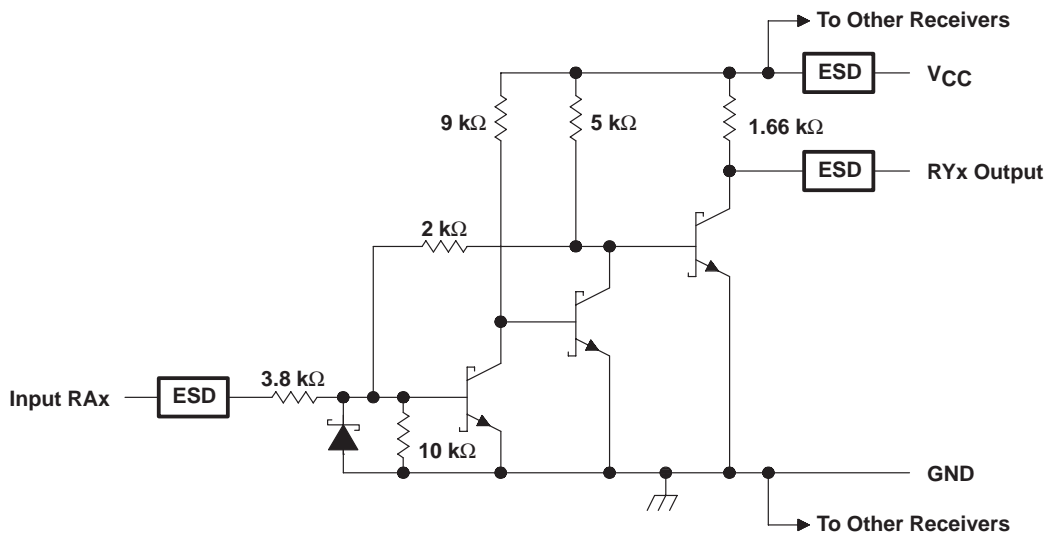 To Other Receivers
ESD
VCC
9 kΩ
5 kΩ
1.66 kΩ
ESD
RYx Output
2 kΩ
3.8 kΩ
Input RAx
ESD
10 kΩ
GND
To Other Receivers